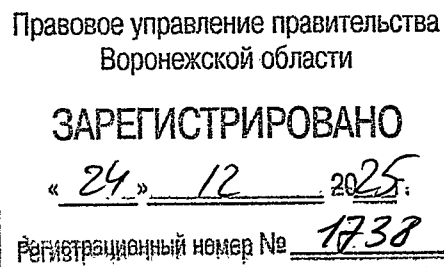 Правовое управление правительства
Воронежской области
ЗАРЕГИСТРИРОВАНО
« 24 » 12 2025 г.
Регистрационный номер № 1738